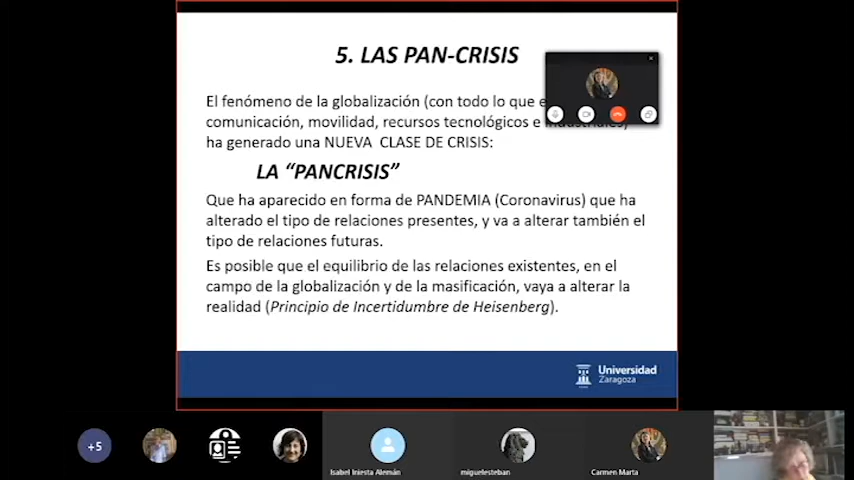 5. LAS PAN-CRISIS
El fenómeno de la globalización (con todo lo que
comunicación, movilidad, recursos tecnológicos e industriales)
ha generado una NUEVA CLASE DE CRISIS:
LA “PANCRISIS”
Que ha aparecido en forma de PANDEMIA (Coronavirus) que ha
alterado el tipo de relaciones presentes, y va a alterar también el
tipo de relaciones futuras.
Es posible que el equilibrio de las relaciones existentes, en el
campo de la globalización y de la masificación, vaya a alterar la
realidad (Principio de Incertidumbre de Heisenberg).
Universidad
Zaragoza
+5
Isabel Iniesta Alemán
miguelesteban
Carmen Marta